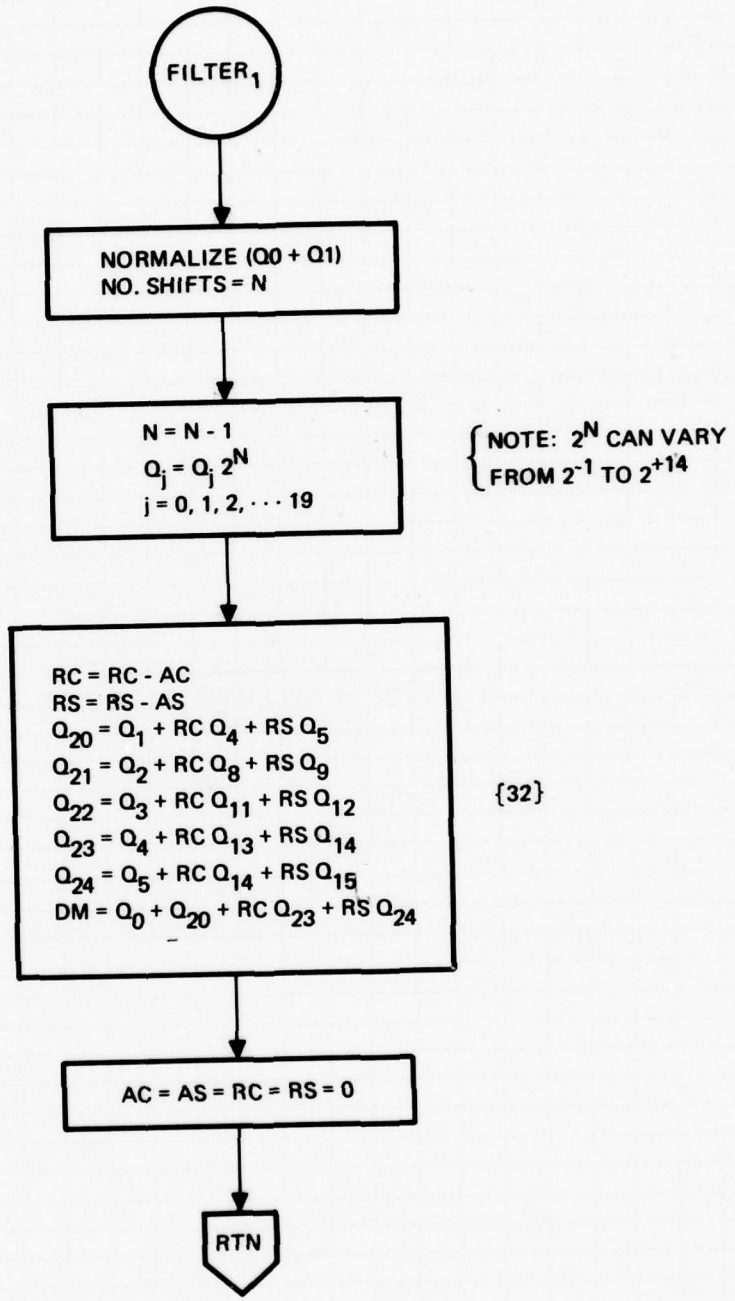 FILTER₁
NORMALIZE (Q0 + Q1)
NO. SHIFTS = N
N = N - 1
Qⱼ = Qⱼ 2ᴺ
j = 0, 1, 2, ··· 19
NOTE: 2ᴺ CAN VARY
FROM 2⁻¹ TO 2⁺¹⁴
RC = RC - AC
RS = RS - AS
Q₂₀ = Q₁ + RC Q₄ + RS Q₅
Q₂₁ = Q₂ + RC Q₈ + RS Q₉
Q₂₂ = Q₃ + RC Q₁₁ + RS Q₁₂
Q₂₃ = Q₄ + RC Q₁₃ + RS Q₁₄
Q₂₄ = Q₅ + RC Q₁₄ + RS Q₁₅
DM = Q₀ + Q₂₀ + RC Q₂₃ + RS Q₂₄
{32}
AC = AS = RC = RS = 0
RTN